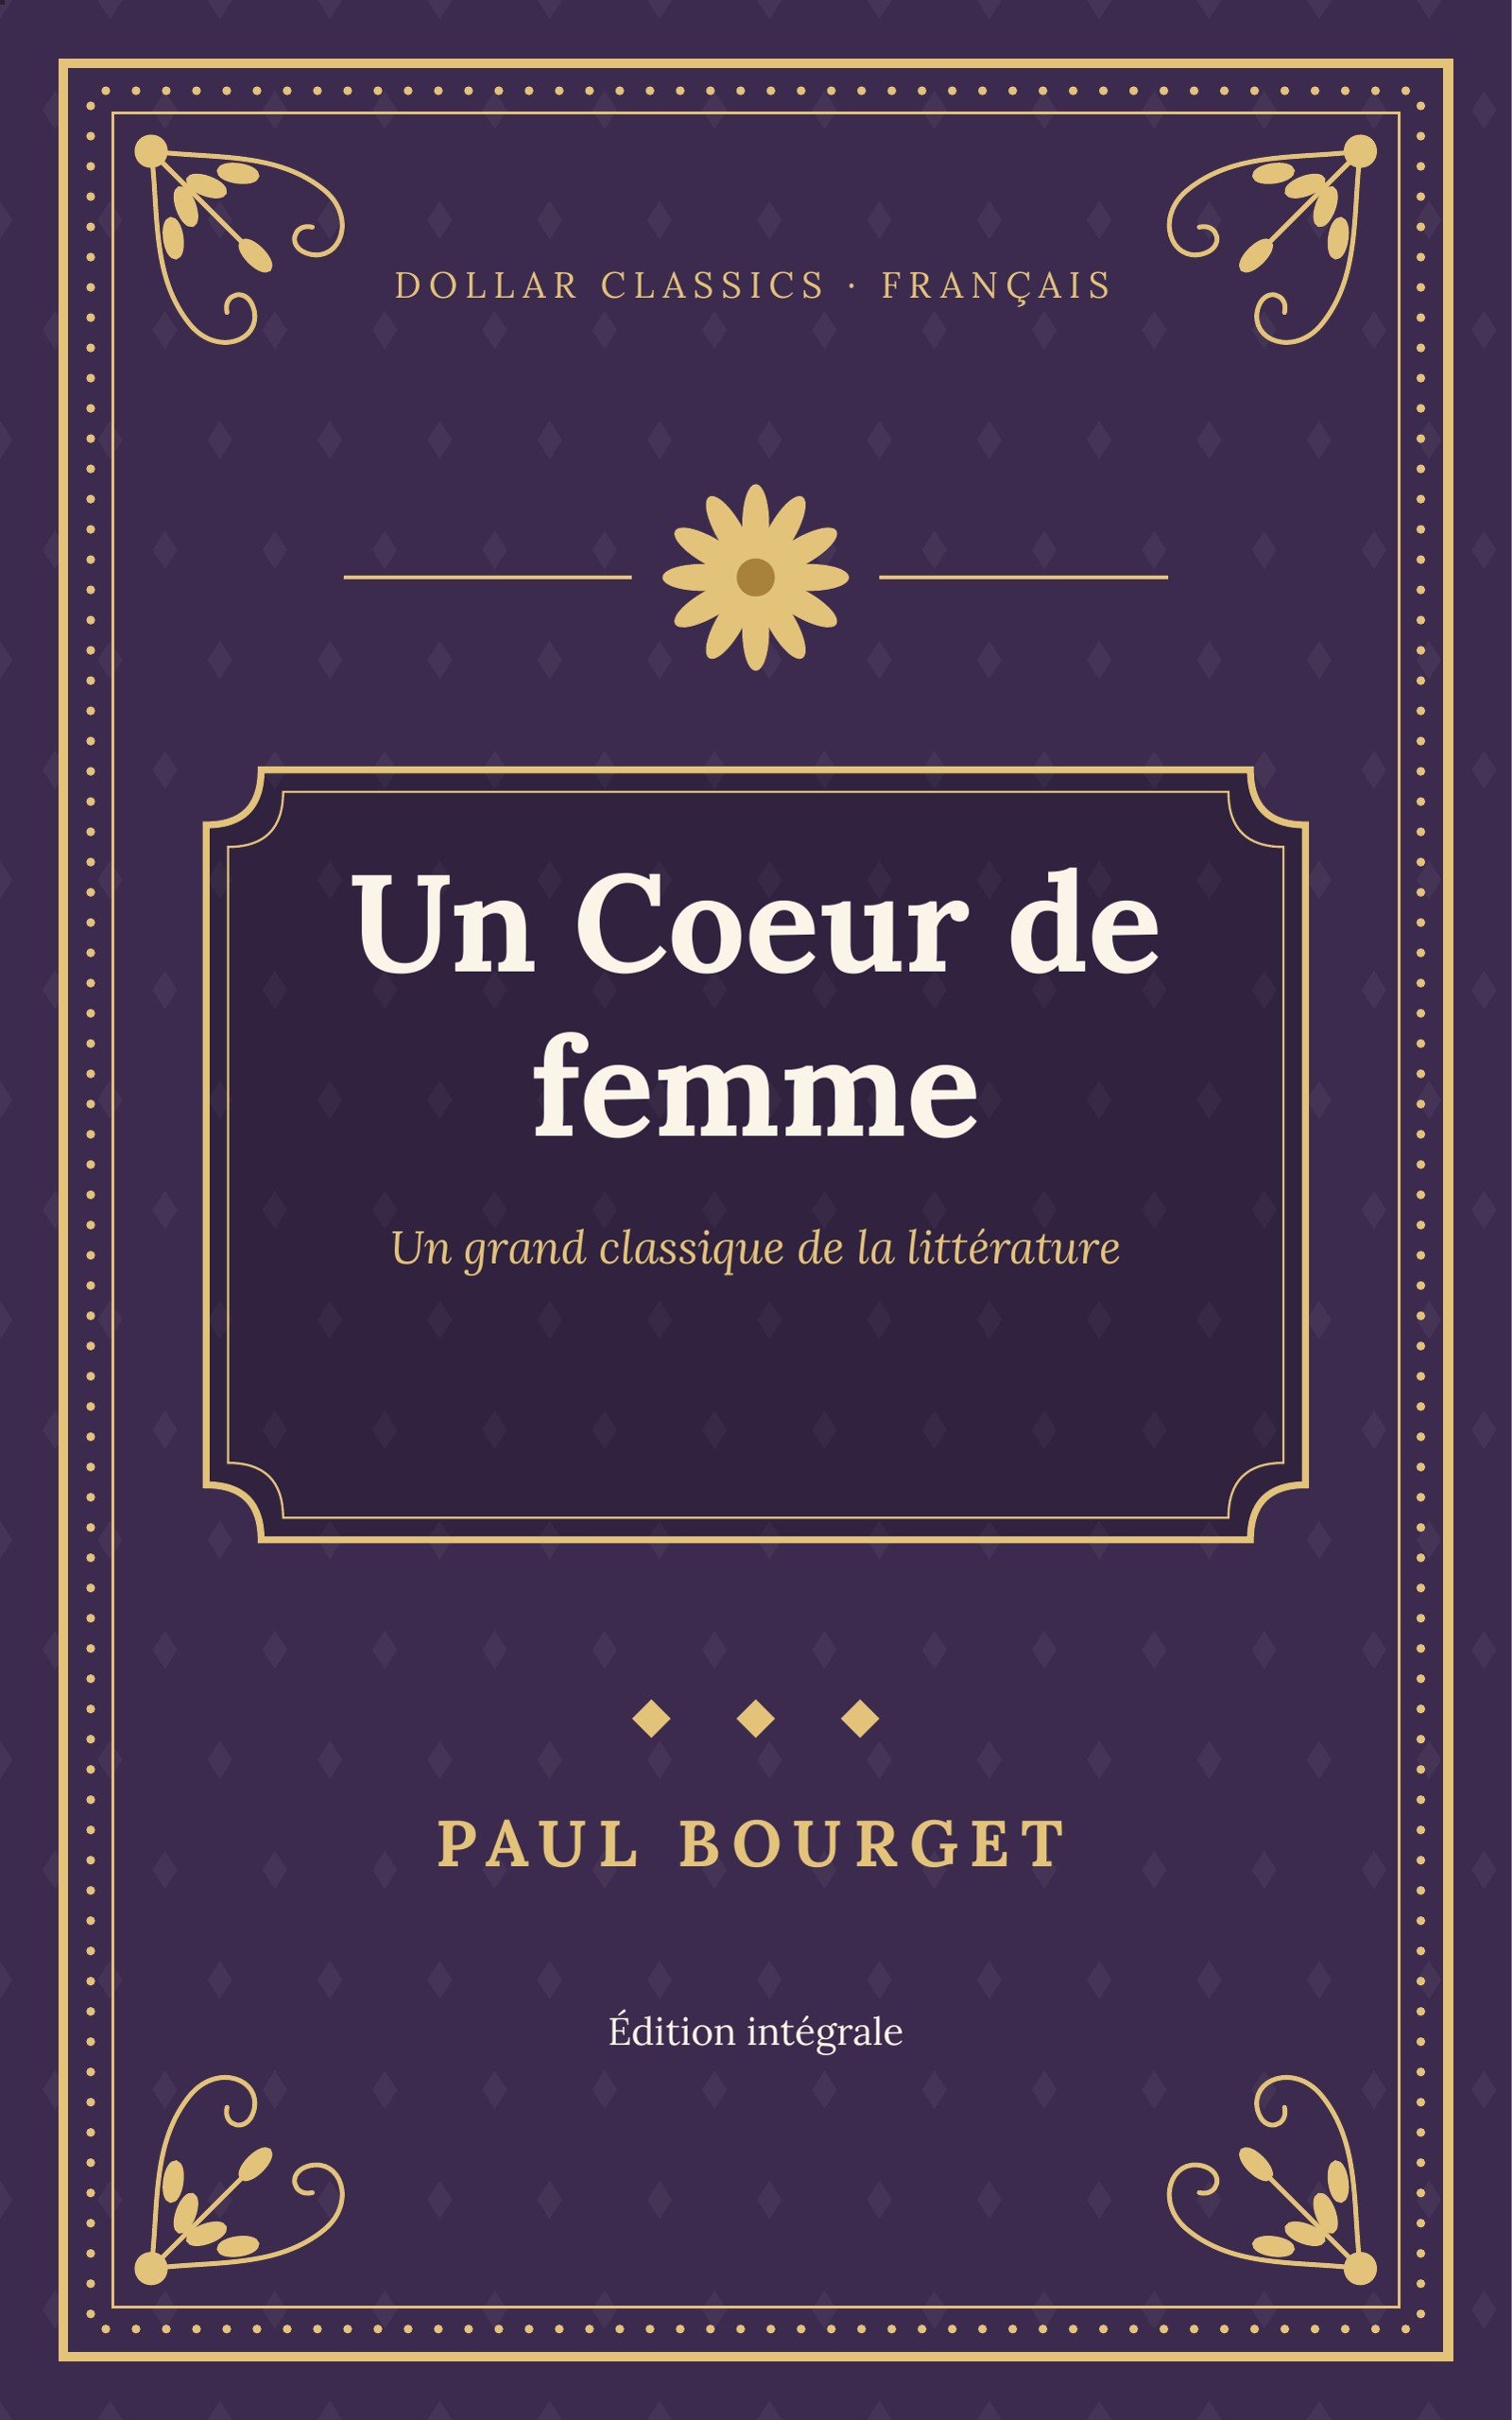 DOLLAR CLASSICS · FRANÇAIS
Un Coeur de
femme
Un grand classique de la littérature
PAUL BOURGET
Édition intégrale